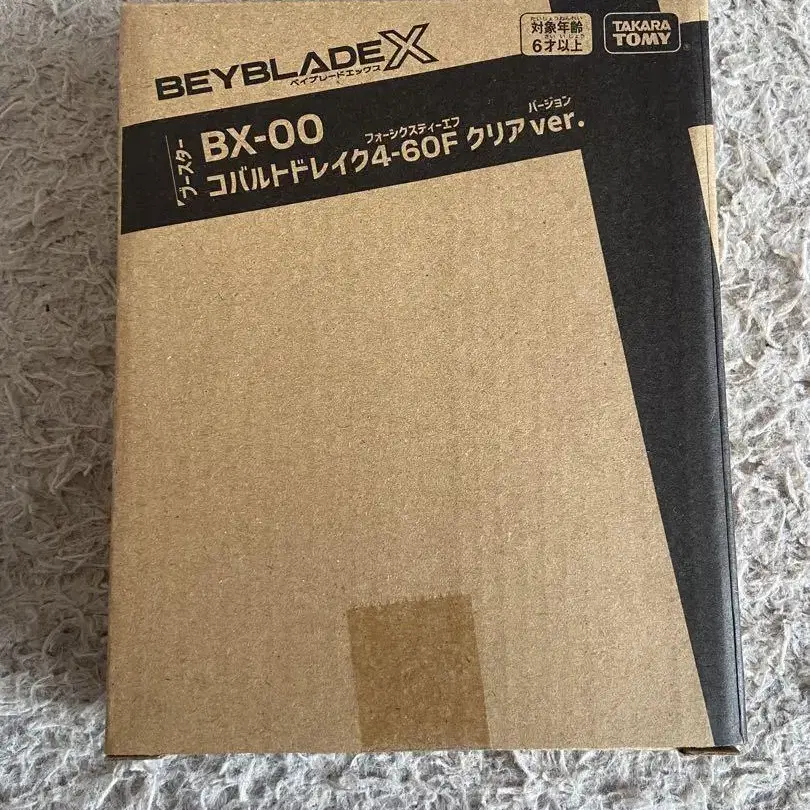 BEYBLADE X
ベイブレードエックス
たいしょうねんれい
対象年齢
さい いじょう
6才以上
TAKARA
TOMY
ブースター
BX-00
フォーシックスティーエフ
バージョン
コバルトドレイク4-60F クリアver.